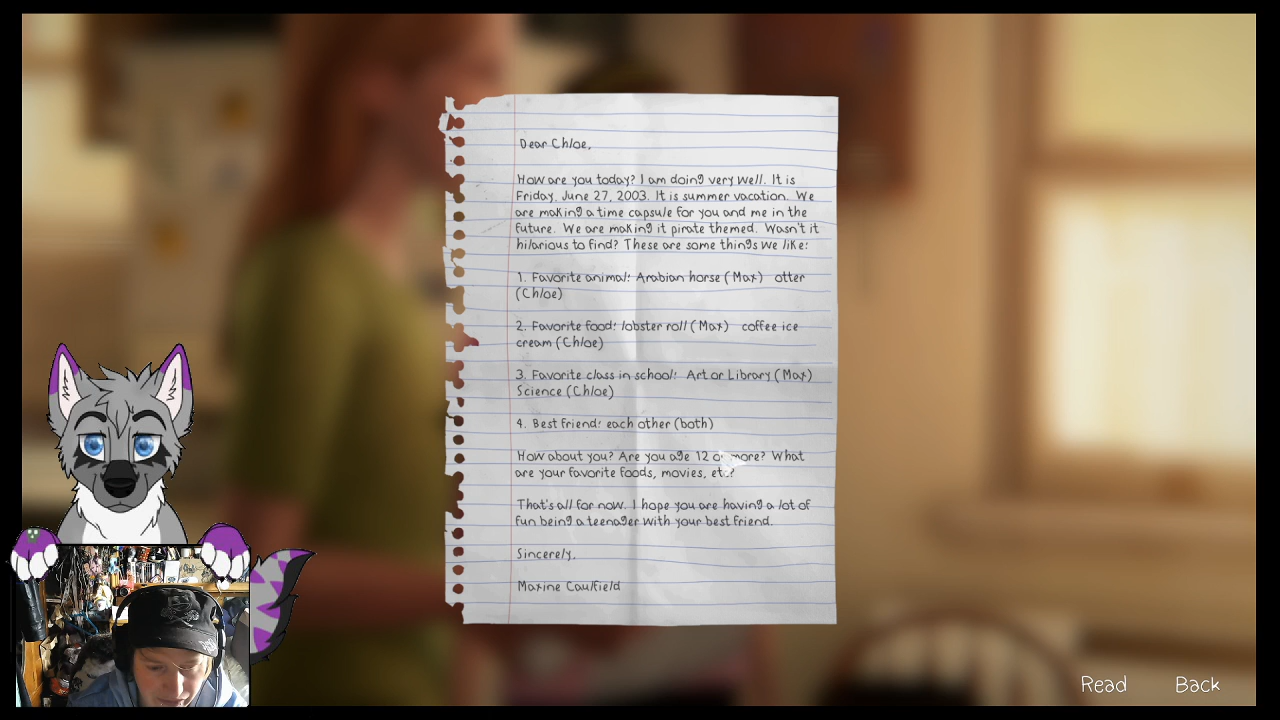 Dear Chloe,
How are you today? I am doing very well. It is
Friday, June 27, 2003. It is summer vacation. We
are making a time capsule for you and me in the
future. We are making it pirate themed. Wasn't it
hilarious to find? These are some things we like:
1. Favorite animal: Arabian horse (Max) otter
(Chloe)
2. Favorite food: lobster roll (Max) coffee ice
cream (Chloe)
3. Favorite class in school: Art or Library (Max)
Science (Chloe)
4. Best friend: each other (both)
How about you? Are you age 12 or more? What
are your favorite foods, movies, etc?
That's all for now. I hope you are having a lot of
fun being a teenager with your best friend.
Sincerely,
Maxine Caulfield
Read Back